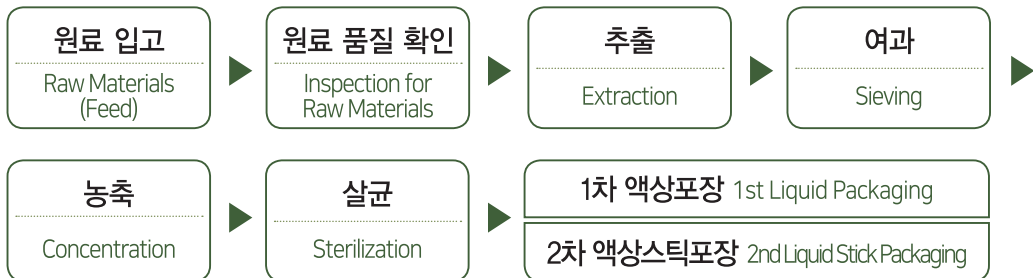 원료 입고
Raw Materials
(Feed)
원료 품질 확인
Inspection for
Raw Materials
추출
Extraction
여과
Sieving
농축
Concentration
살균
Sterilization
1차 액상포장 1st Liquid Packaging
2차 액상스틱포장 2nd Liquid Stick Packaging